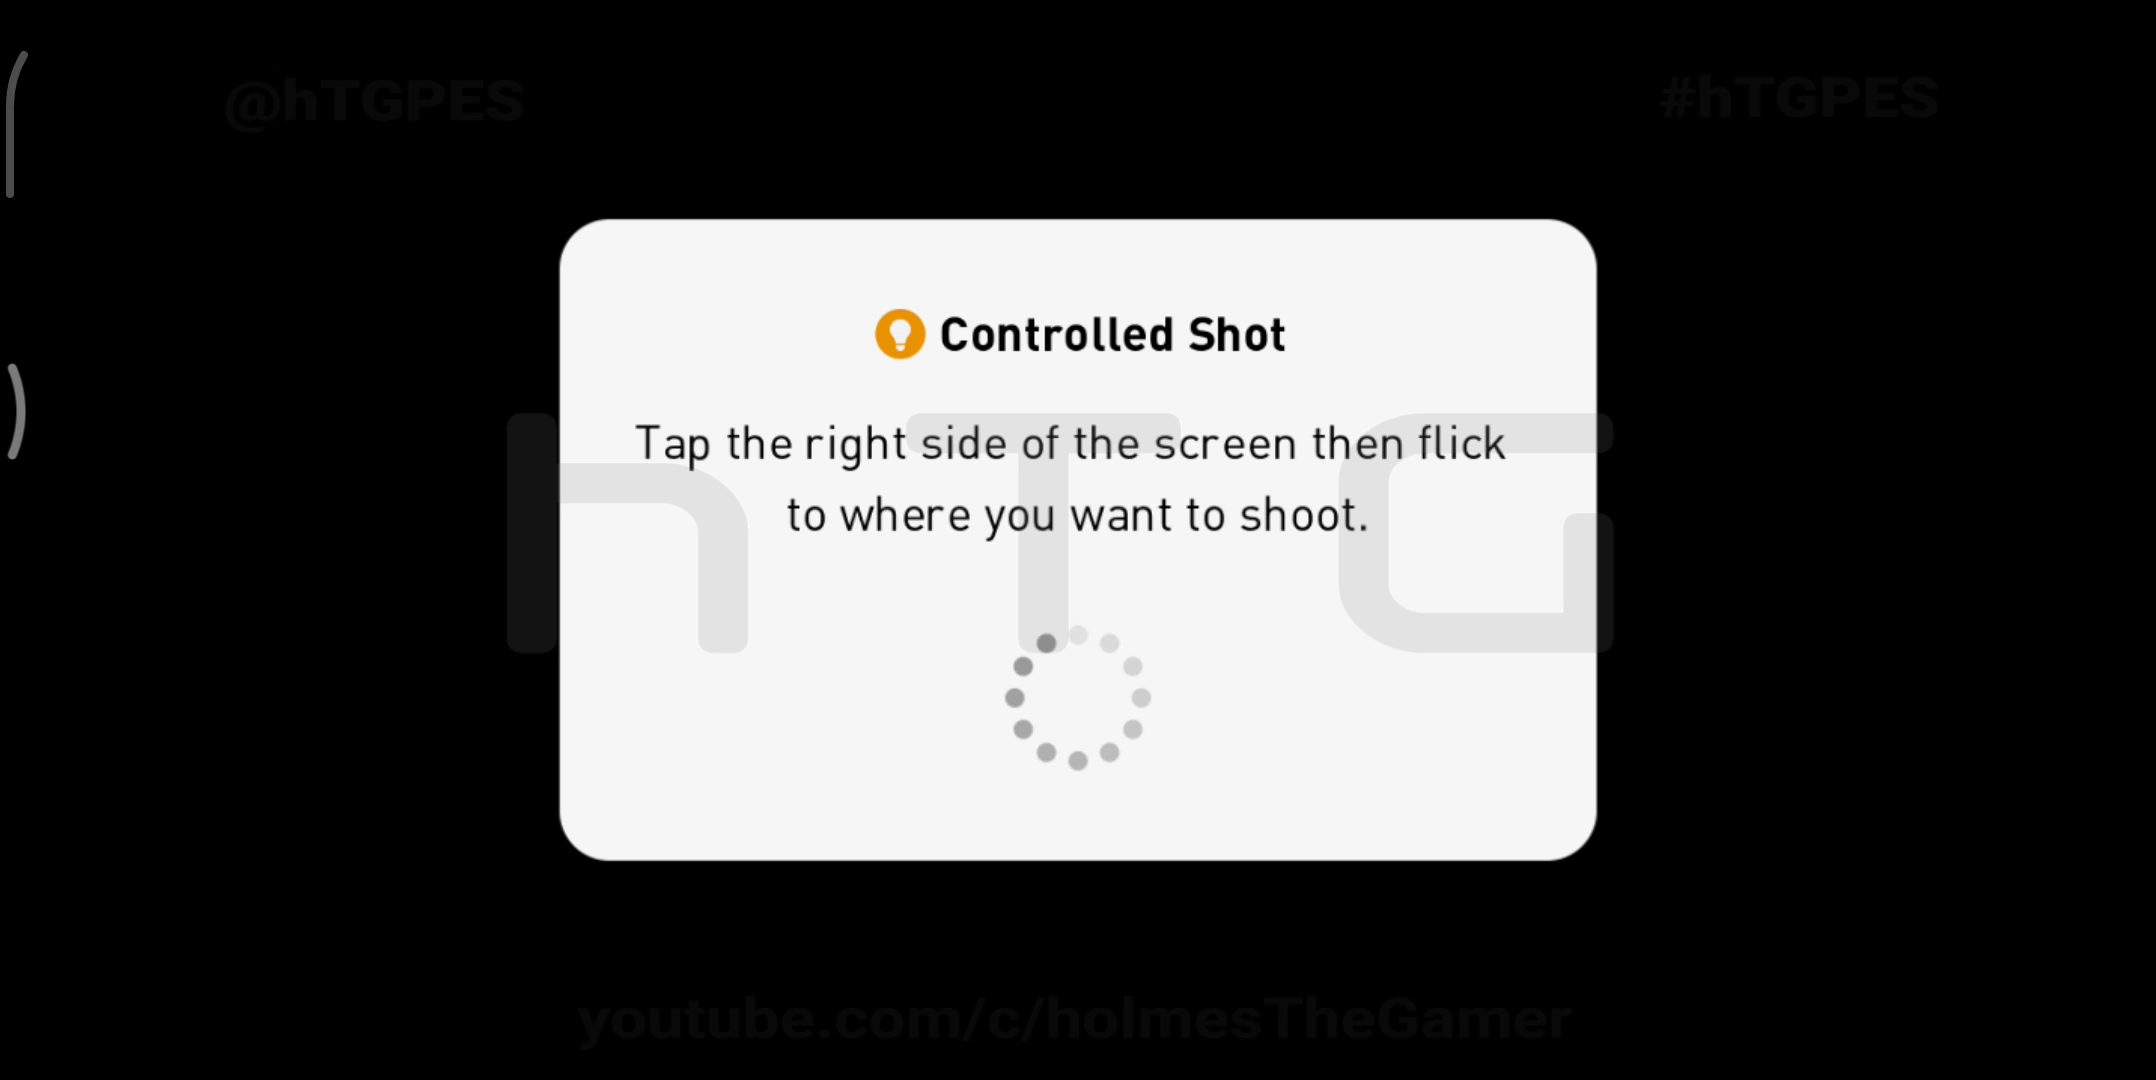 @hTGPES
#hTGPES
Controlled Shot
Tap the right side of the screen then flick
to where you want to shoot.
hTG
youtube.com/c/holmesTheGamer